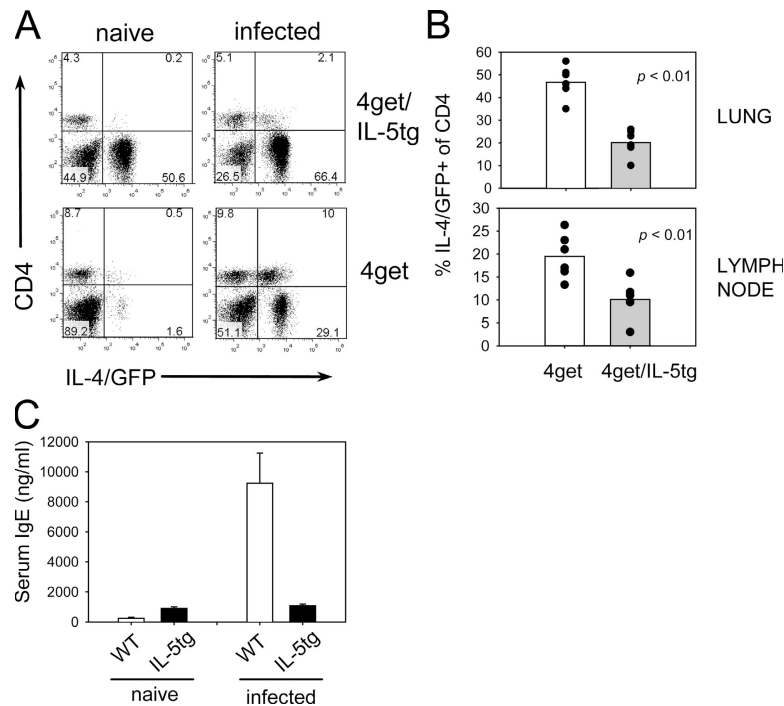 A
naive infected
4.3 0.2 5.1 2.1
44.9 50.6 26.5 66.4
4get/
IL-5tg
8.7 0.5 9.8 10
89.2 1.6 51.1 29.1
4get
CD4
IL-4/GFP
B
% IL-4/GFP+ of CD4
60
50
40
30
20
10
0
p < 0.01
LUNG
30
25
20
15
10
5
0
p < 0.01
LYMPH
NODE
4get 4get/IL-5tg
C
Serum IgE (ng/ml)
12000
10000
8000
6000
4000
2000
0
WT IL-5tg WT IL-5tg
naive infected